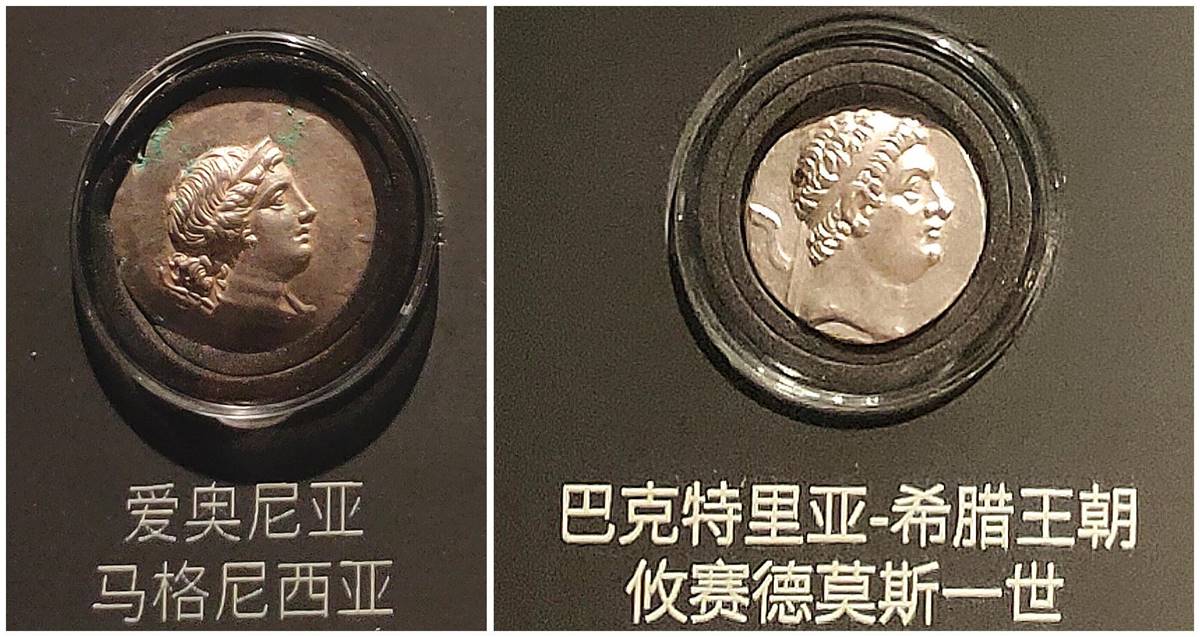 爱奥尼亚
马格尼西亚
巴克特里亚-希腊王朝
攸赛德莫斯一世